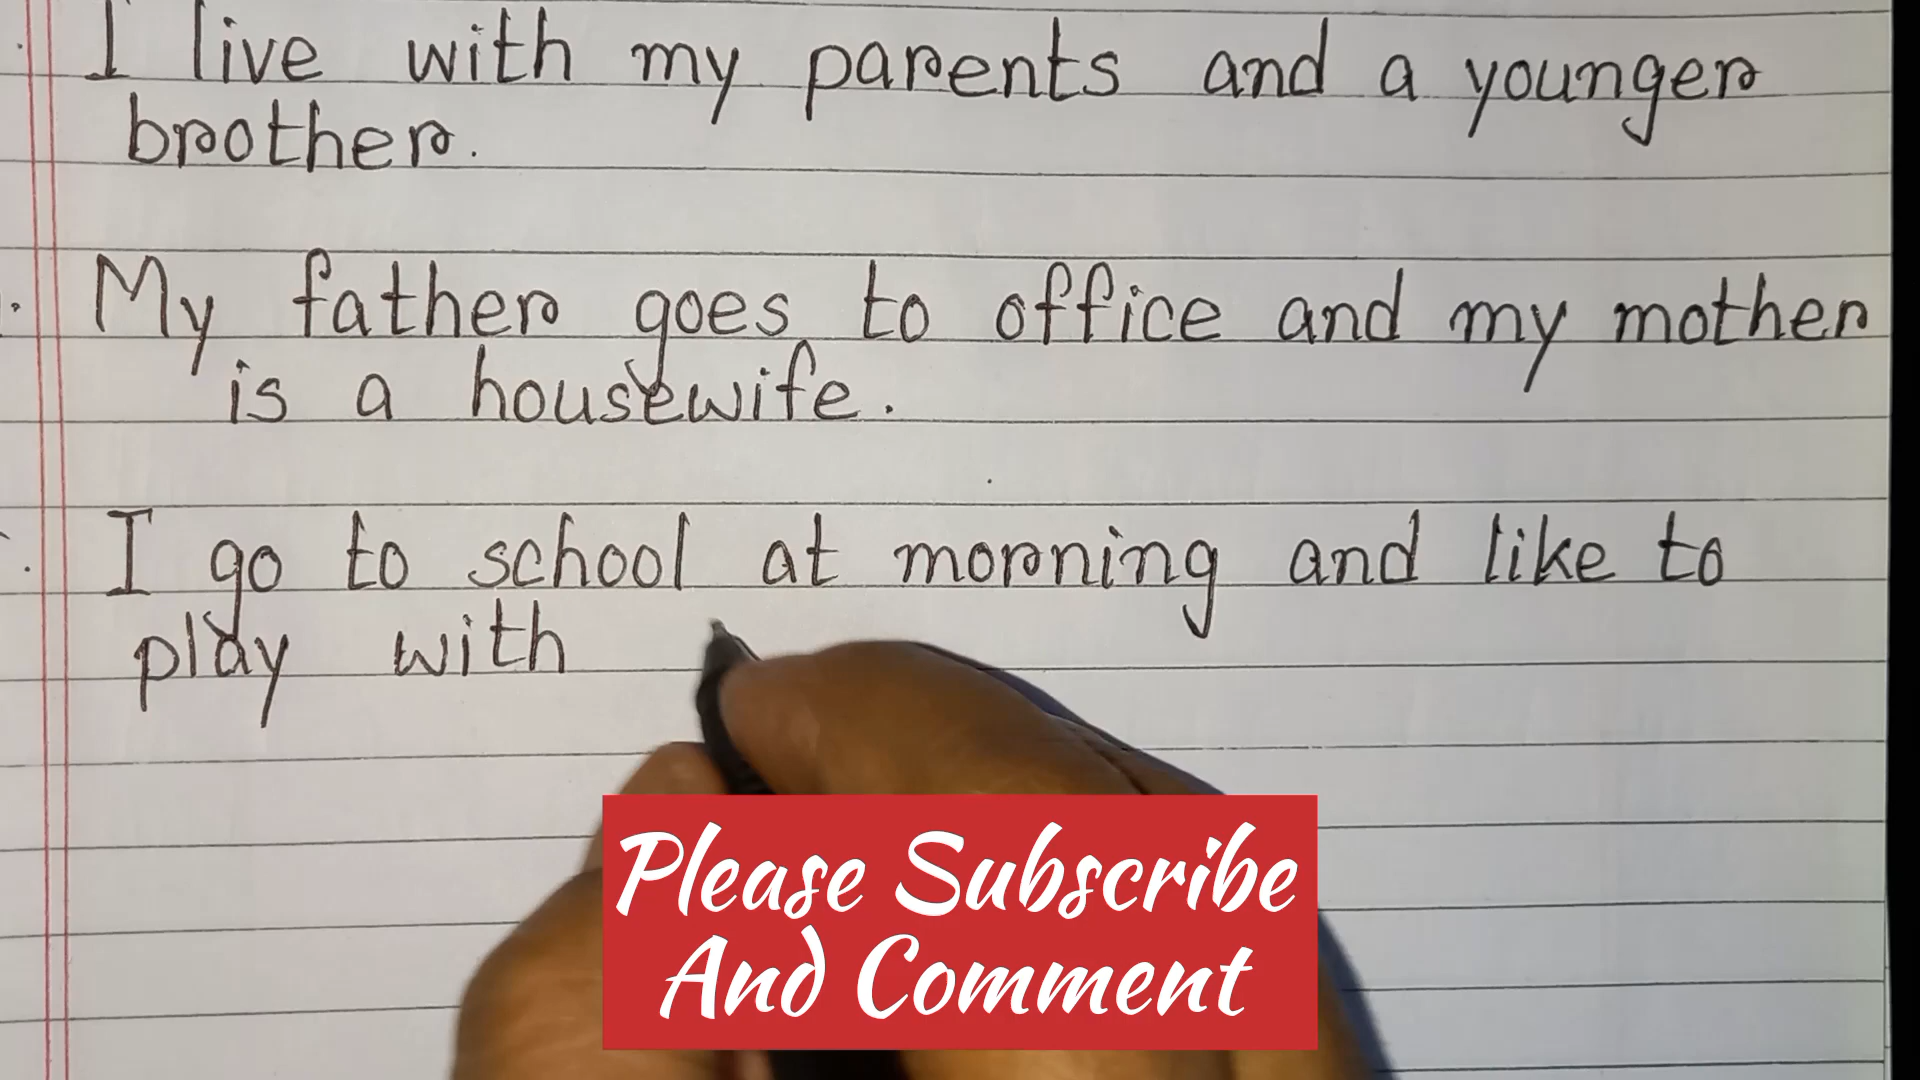 I live with my parents and a younger
brother.
My father goes to office and my mother
is a housewife.
I go to school at morning and like to
play with
Please Subscribe
And Comment